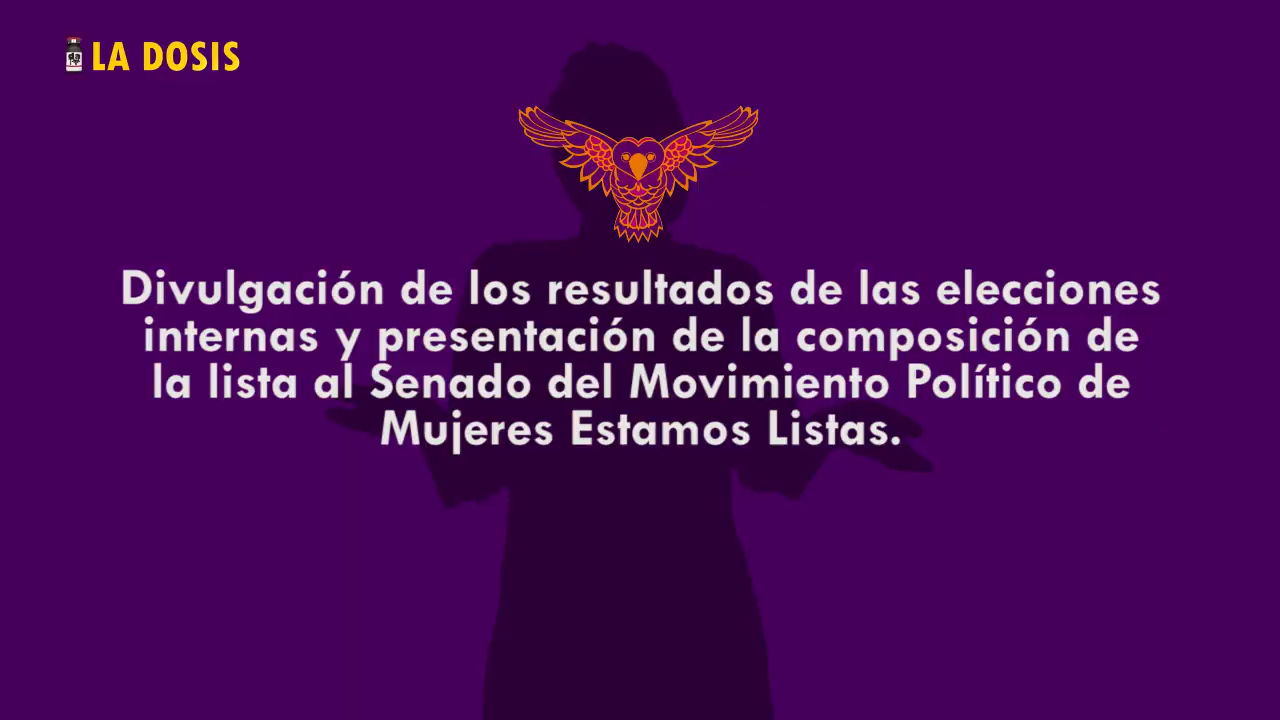 LA DOSIS
Divulgación de los resultados de las elecciones
internas y presentación de la composición de
la lista al Senado del Movimiento Político de
Mujeres Estamos Listas.